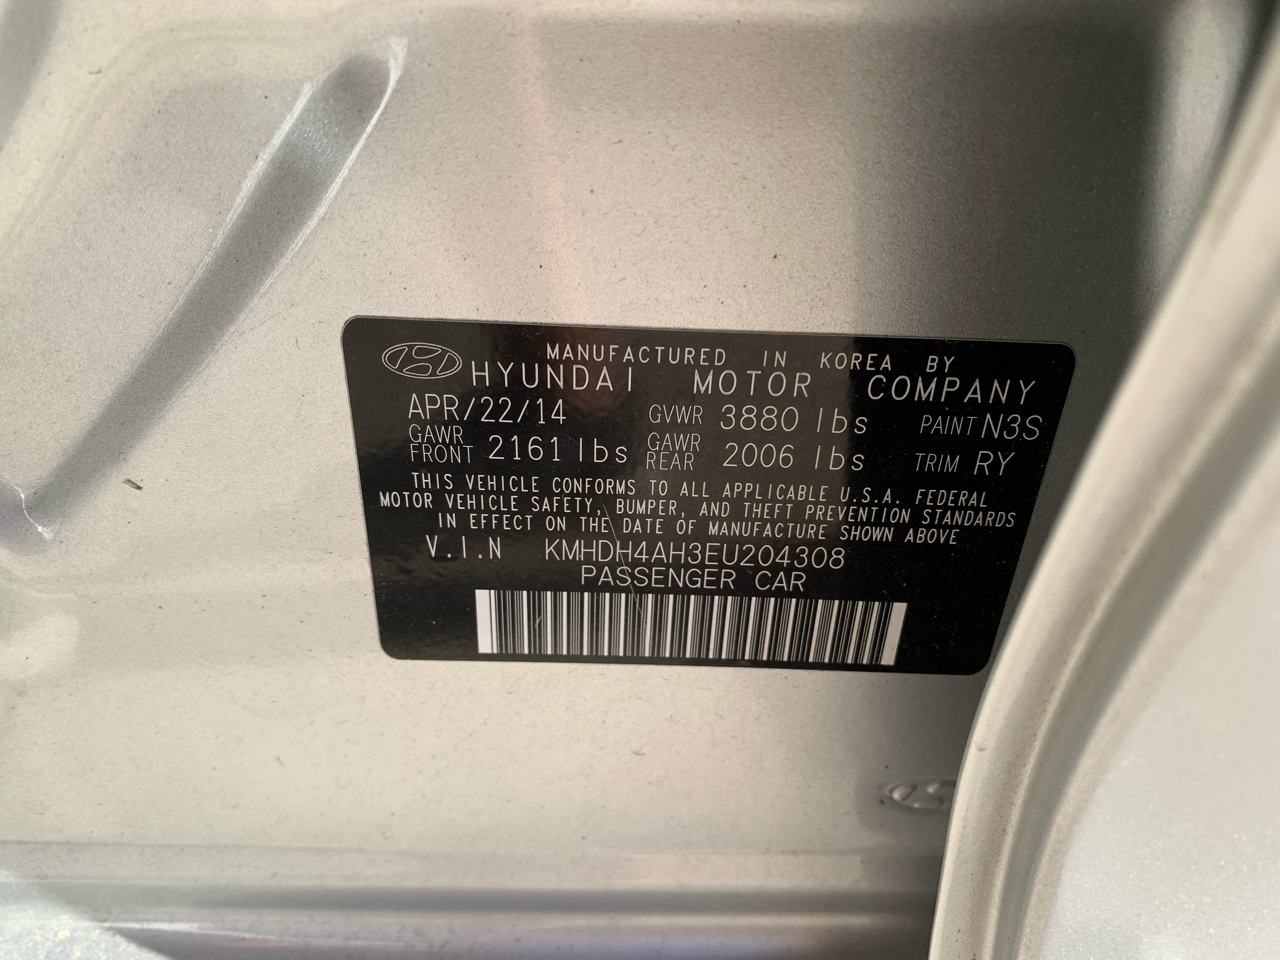 MANUFACTURED IN KOREA BY
HYUNDAI MOTOR COMPANY
APR/22/14 GVWR 3880 lbs PAINT N3S
GAWR FRONT 2161 lbs GAWR REAR 2006 lbs TRIM RY
THIS VEHICLE CONFORMS TO ALL APPLICABLE U.S.A. FEDERAL
MOTOR VEHICLE SAFETY, BUMPER, AND THEFT PREVENTION STANDARDS
IN EFFECT ON THE DATE OF MANUFACTURE SHOWN ABOVE
V.I.N KMHDH4AH3EU204308
PASSENGER CAR